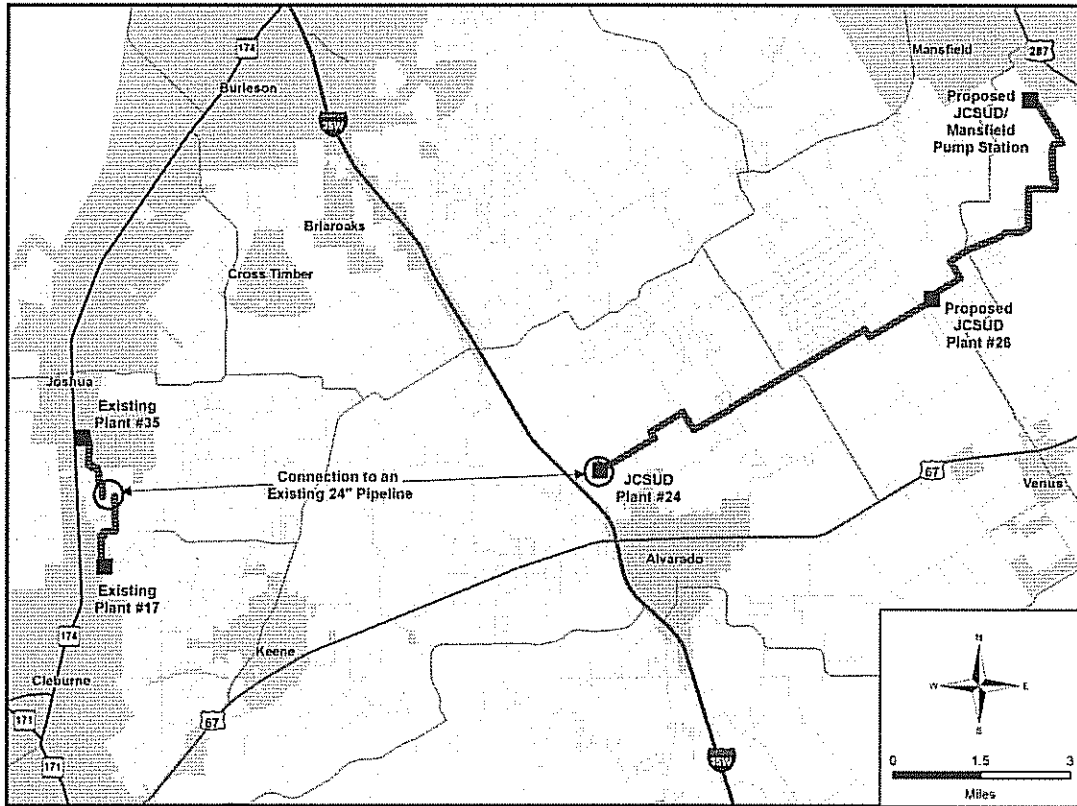 174
Burleson
Mansfield
287
Proposed
JCSUD/
Mansfield
Pump Station
35W
Briaroaks
Cross Timber
Proposed
JCSUD
Plant #26
Joshua
Existing
Plant #35
Connection to an
Existing 24" Pipeline
JCSUD
Plant #24
67
Venus
Alvarado
Existing
Plant #17
174
Keene
Cleburne
171
67
171
35W
N
W
E
S
0
1.5
3
Miles